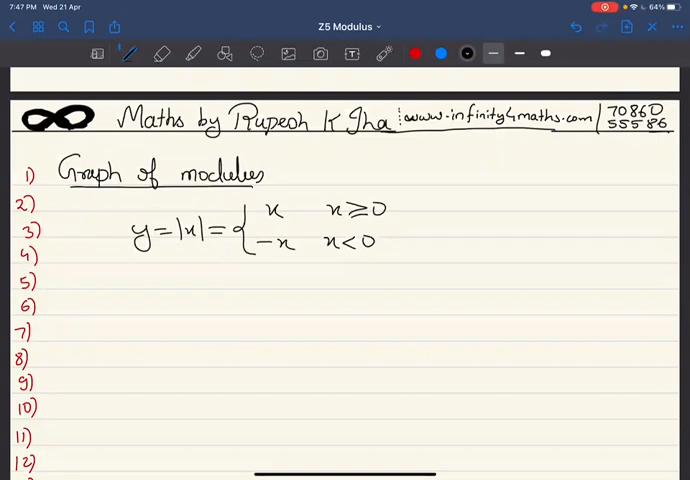 7:47 PM Wed 21 Apr
64%
Z5 Modulus
Maths by Rupesh K Jha
www.infinity4maths.com / 70860 55586
1) Graph of modulus
2)
3) y = |x| = { x x ≥ 0
-x x < 0
4)
5)
6)
7)
8)
9)
10)
11)
12)